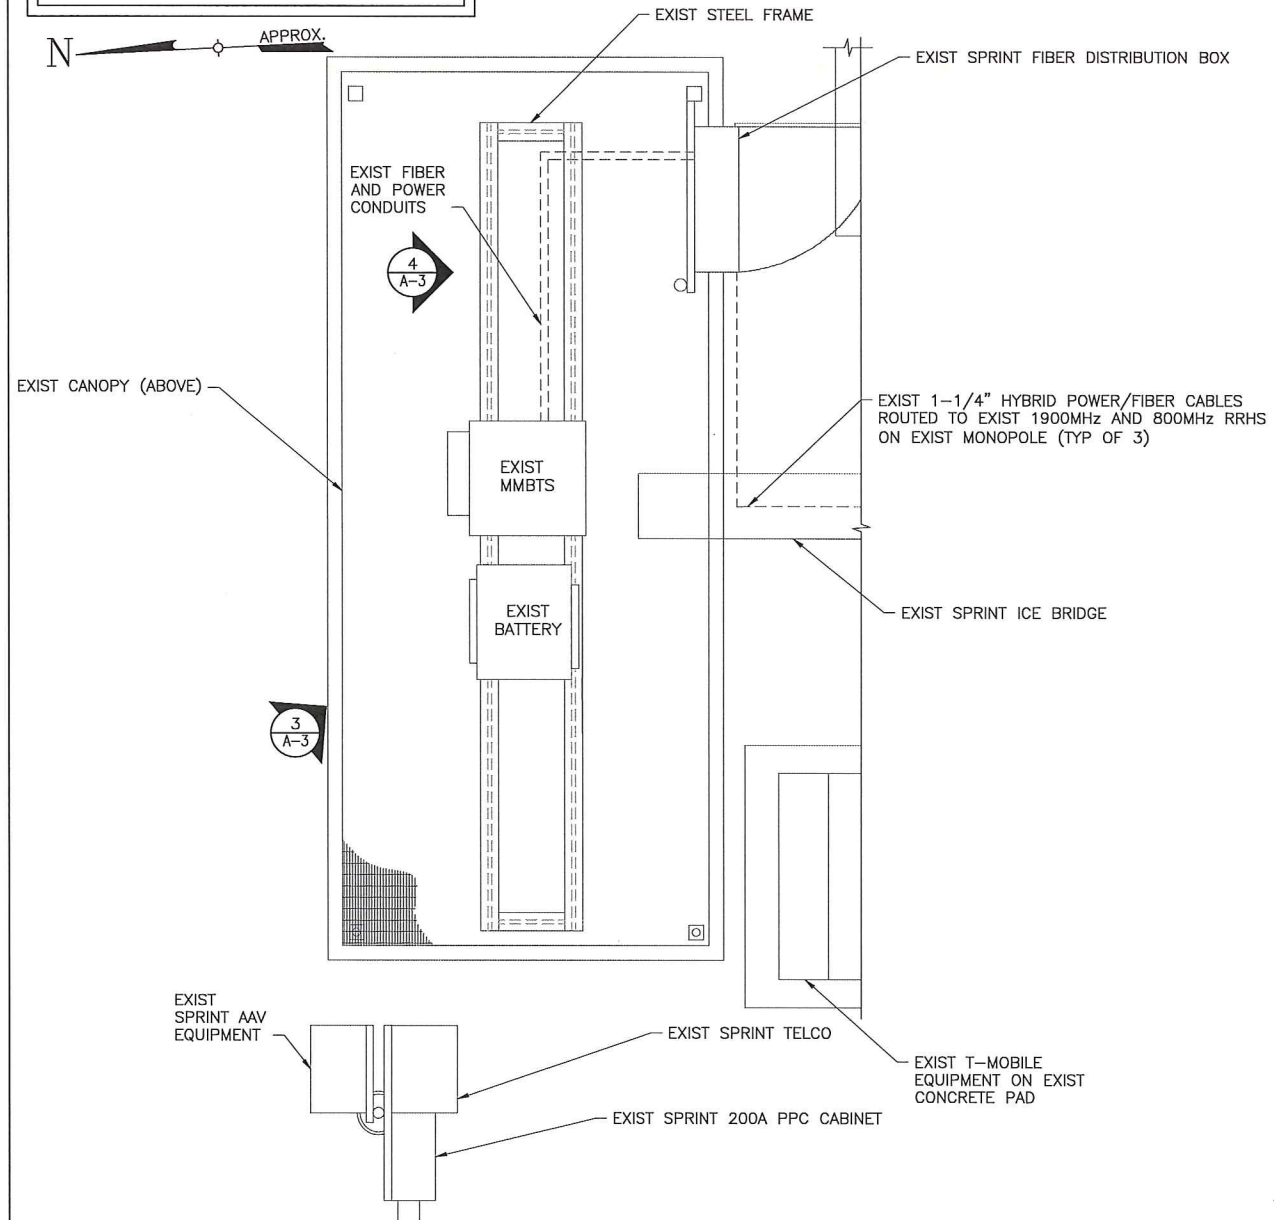 EXIST STEEL FRAME
N
APPROX.
EXIST SPRINT FIBER DISTRIBUTION BOX
EXIST FIBER
AND POWER
CONDUITS
4
A-3
EXIST CANOPY (ABOVE)
EXIST 1-1/4" HYBRID POWER/FIBER CABLES
ROUTED TO EXIST 1900MHz AND 800MHz RRHS
ON EXIST MONOPOLE (TYP OF 3)
EXIST
MMBTS
EXIST
BATTERY
EXIST SPRINT ICE BRIDGE
3
A-3
EXIST
SPRINT AAV
EQUIPMENT
EXIST SPRINT TELCO
EXIST T-MOBILE
EQUIPMENT ON EXIST
CONCRETE PAD
EXIST SPRINT 200A PPC CABINET